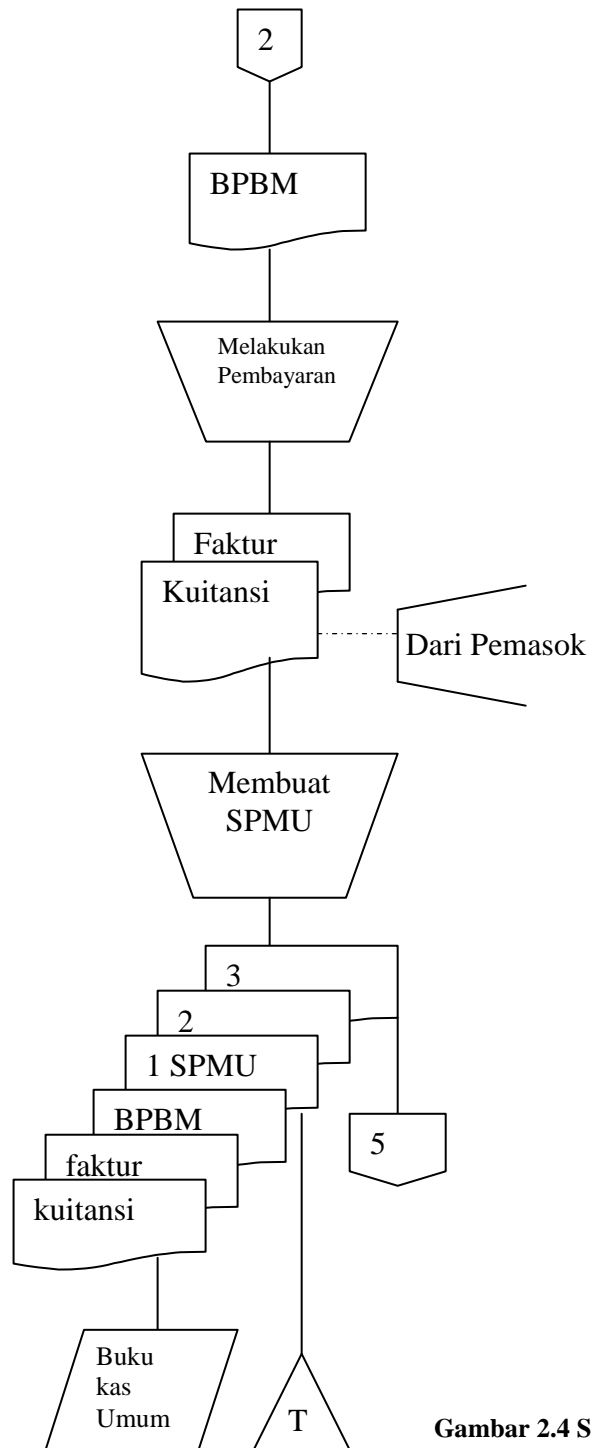 2
BPBM
Melakukan
Pembayaran
Faktur
Kuitansi
Dari Pemasok
Membuat
SPMU
3
2
1 SPMU
BPBM
5
faktur
kuitansi
Buku
kas
Umum
T
Gambar 2.4 S